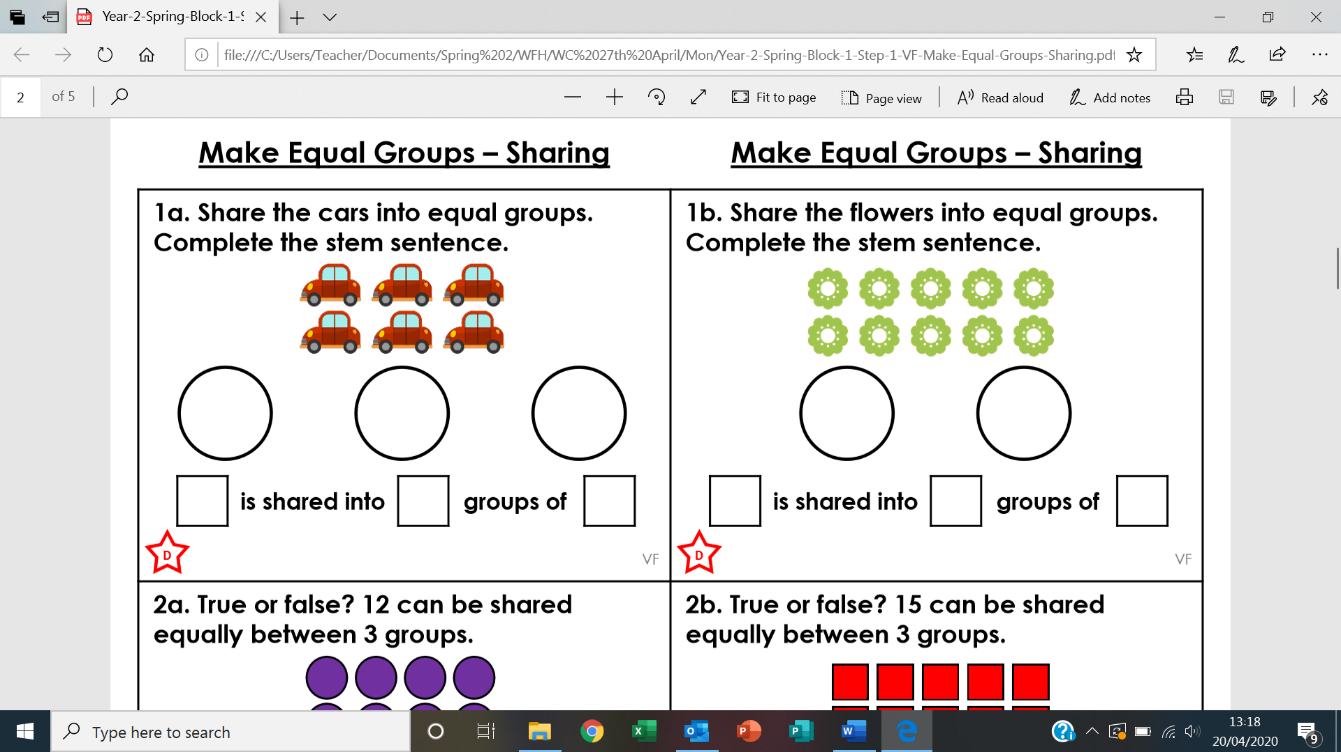 Year-2-Spring-Block-1-S
file:///C:/Users/Teacher/Documents/Spring%202/WFH/WC%2027th%20April/Mon/Year-2-Spring-Block-1-Step-1-VF-Make-Equal-Groups-Sharing.pdf
2 of 5 Fit to page Page view Read aloud Add notes
Make Equal Groups – Sharing
1a. Share the cars into equal groups.
Complete the stem sentence.
is shared into groups of
D
VF
Make Equal Groups – Sharing
1b. Share the flowers into equal groups.
Complete the stem sentence.
is shared into groups of
D
VF
2a. True or false? 12 can be shared
equally between 3 groups.
2b. True or false? 15 can be shared
equally between 3 groups.
Type here to search
13:18
20/04/2020
9